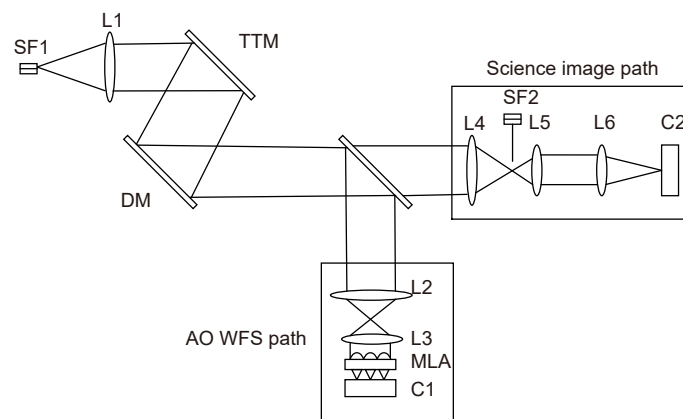 L1
SF1
TTM
Science image path
SF2
L4
L5
L6
C2
DM
L2
AO WFS path
L3
MLA
C1